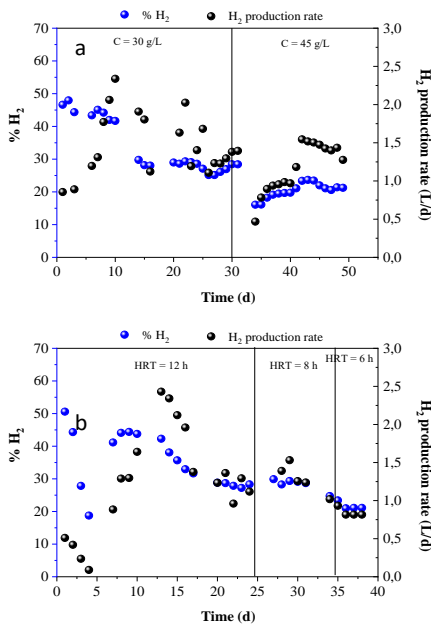 % H₂ H₂ production rate
a
C = 30 g/L C = 45 g/L
% H₂
70
60
50
40
30
20
10
0
3,0
2,5
2,0
1,5
1,0
0,5
0,0
H₂ production rate (L/d)
0 10 20 30 40 50
Time (d)
% H₂ H₂ production rate
b
HRT = 12 h HRT = 8 h HRT = 6 h
% H₂
70
60
50
40
30
20
10
0
3,0
2,5
2,0
1,5
1,0
0,5
0,0
H₂ production rate (L/d)
0 5 10 15 20 25 30 35 40
Time (d)